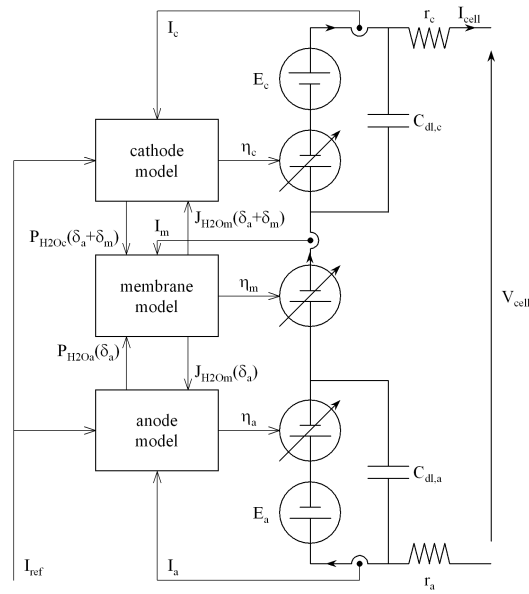 I_c
r_c
I_cell
E_c
C_dl,c
cathode
model
η_c
P_H2Oc(δ_a+δ_m)
I_m
J_H2Om(δ_a+δ_m)
membrane
model
η_m
V_cell
P_H2Oa(δ_a)
J_H2Om(δ_a)
anode
model
η_a
C_dl,a
E_a
I_ref
I_a
r_a